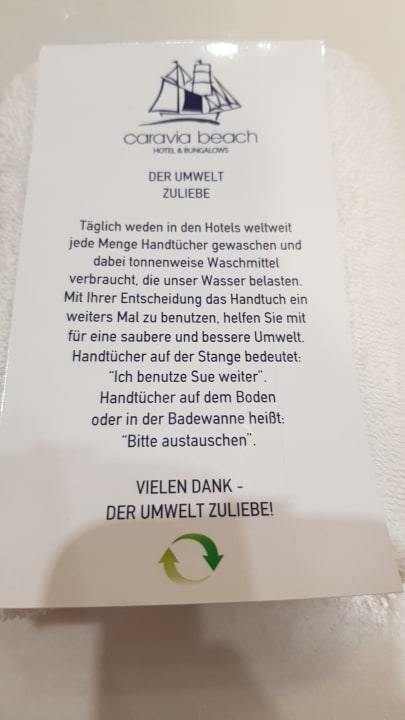 caravia beach
HOTEL & BUNGALOWS
DER UMWELT
ZULIEBE
Täglich weden in den Hotels weltweit
jede Menge Handtücher gewaschen und
dabei tonnenweise Waschmittel
verbraucht, die unser Wasser belasten.
Mit Ihrer Entscheidung das Handtuch ein
weiters Mal zu benutzen, helfen Sie mit
für eine saubere und bessere Umwelt.
Handtücher auf der Stange bedeutet:
"Ich benutze Sue weiter".
Handtücher auf dem Boden
oder in der Badewanne heißt:
"Bitte austauschen".
VIELEN DANK -
DER UMWELT ZULIEBE!